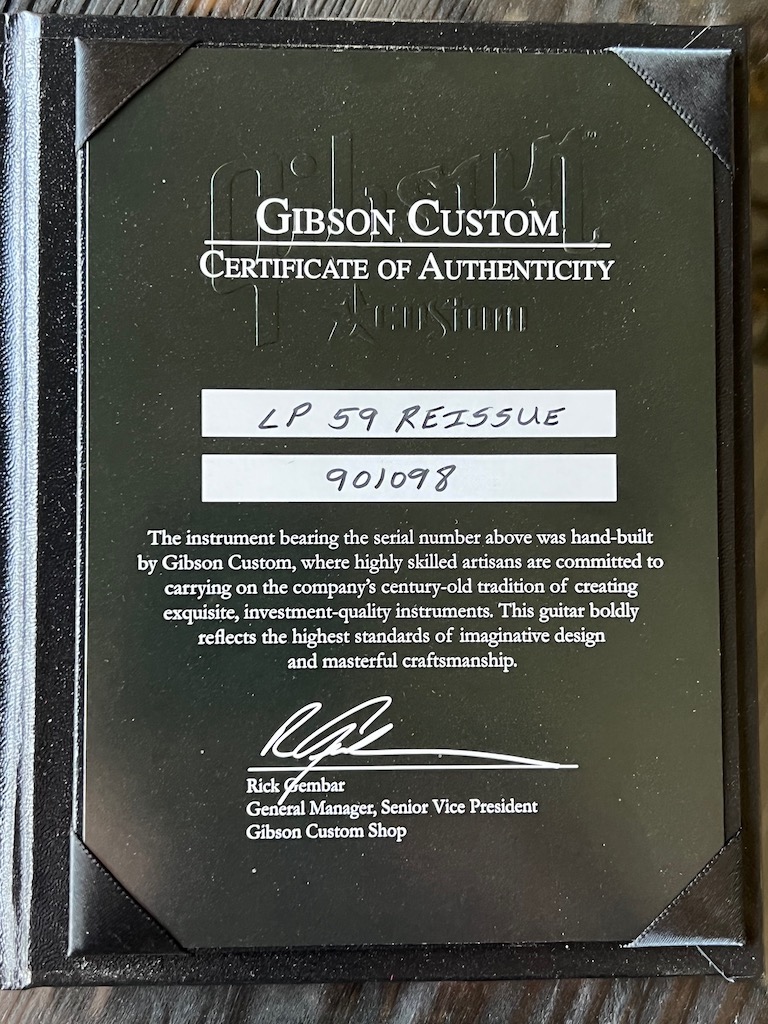 Gibson
GIBSON CUSTOM
CERTIFICATE OF AUTHENTICITY
Custom
LP 59 REISSUE
901098
The instrument bearing the serial number above was hand-built
by Gibson Custom, where highly skilled artisans are committed to
carrying on the company's century-old tradition of creating
exquisite, investment-quality instruments. This guitar boldly
reflects the highest standards of imaginative design
and masterful craftsmanship.
Rick Gembar
General Manager, Senior Vice President
Gibson Custom Shop